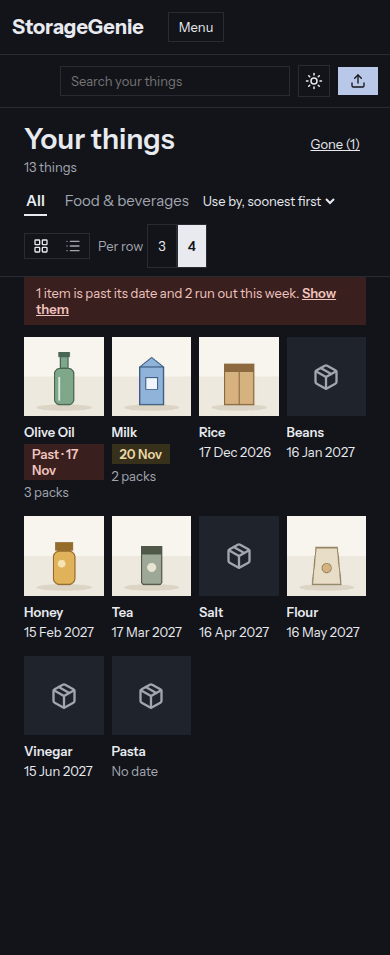 StorageGenie
Menu
Search your things
Your things
Gone (1)
13 things
All
Food & beverages
Use by, soonest first
Per row
3
4
1 item is past its date and 2 run out this week. Show
them
Olive Oil
Past · 17
Nov
3 packs
Milk
20 Nov
2 packs
Rice
17 Dec 2026
Beans
16 Jan 2027
Honey
15 Feb 2027
Tea
17 Mar 2027
Salt
16 Apr 2027
Flour
16 May 2027
Vinegar
15 Jun 2027
Pasta
No date